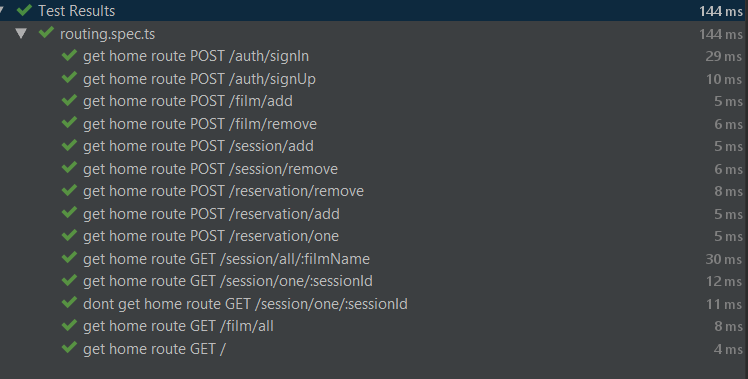 Test Results 144 ms
routing.spec.ts 144 ms
get home route POST /auth/signIn 29 ms
get home route POST /auth/signUp 10 ms
get home route POST /film/add 5 ms
get home route POST /film/remove 6 ms
get home route POST /session/add 5 ms
get home route POST /session/remove 6 ms
get home route POST /reservation/remove 8 ms
get home route POST /reservation/add 5 ms
get home route POST /reservation/one 5 ms
get home route GET /session/all/:filmName 30 ms
get home route GET /session/one/:sessionId 12 ms
dont get home route GET /session/one/:sessionId 11 ms
get home route GET /film/all 8 ms
get home route GET / 4 ms